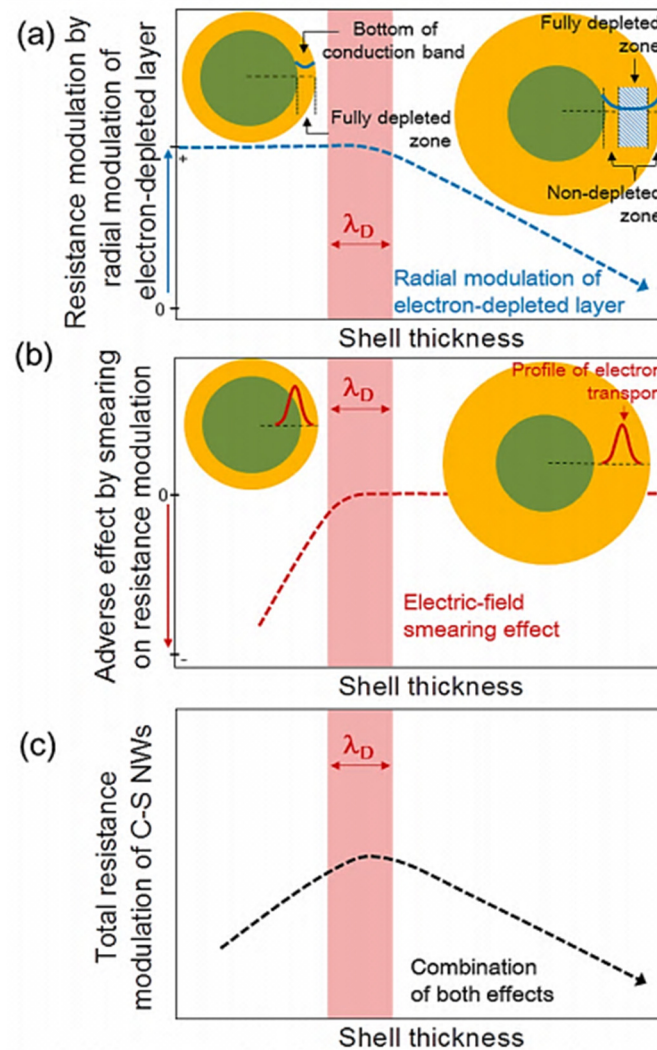 (a)
Resistance modulation by
radial modulation of
electron-depleted layer
+
0
Bottom of
conduction band
Fully depleted
zone
Fully depleted
zone
Non-depleted
zone
λD
Radial modulation of
electron-depleted layer
Shell thickness
(b)
Adverse effect by smearing
on resistance modulation
0
-
λD
Profile of electron
transpor
Electric-field
smearing effect
Shell thickness
(c)
Total resistance
modulation of C-S NWs
λD
Combination
of both effects
Shell thickness